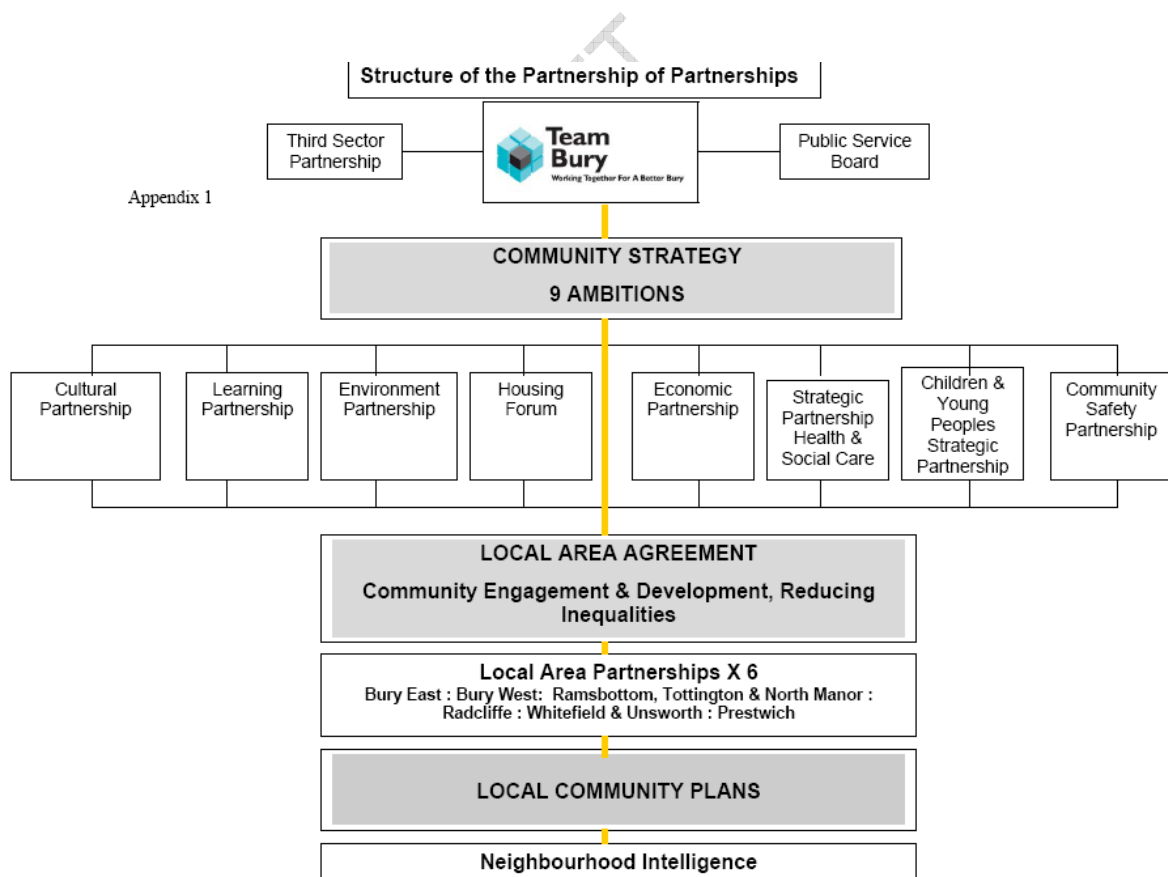 Structure of the Partnership of Partnerships
Third Sector
Partnership
Team
Bury
Working Together For A Better Bury
Public Service
Board
Appendix 1
COMMUNITY STRATEGY
9 AMBITIONS
Cultural
Partnership
Learning
Partnership
Environment
Partnership
Housing
Forum
Economic
Partnership
Strategic
Partnership
Health &
Social Care
Children &
Young
Peoples
Strategic
Partnership
Community
Safety
Partnership
LOCAL AREA AGREEMENT
Community Engagement & Development, Reducing
Inequalities
Local Area Partnerships X 6
Bury East : Bury West: Ramsbottom, Tottington & North Manor :
Radcliffe : Whitefield & Unsworth : Prestwich
LOCAL COMMUNITY PLANS
Neighbourhood Intelligence